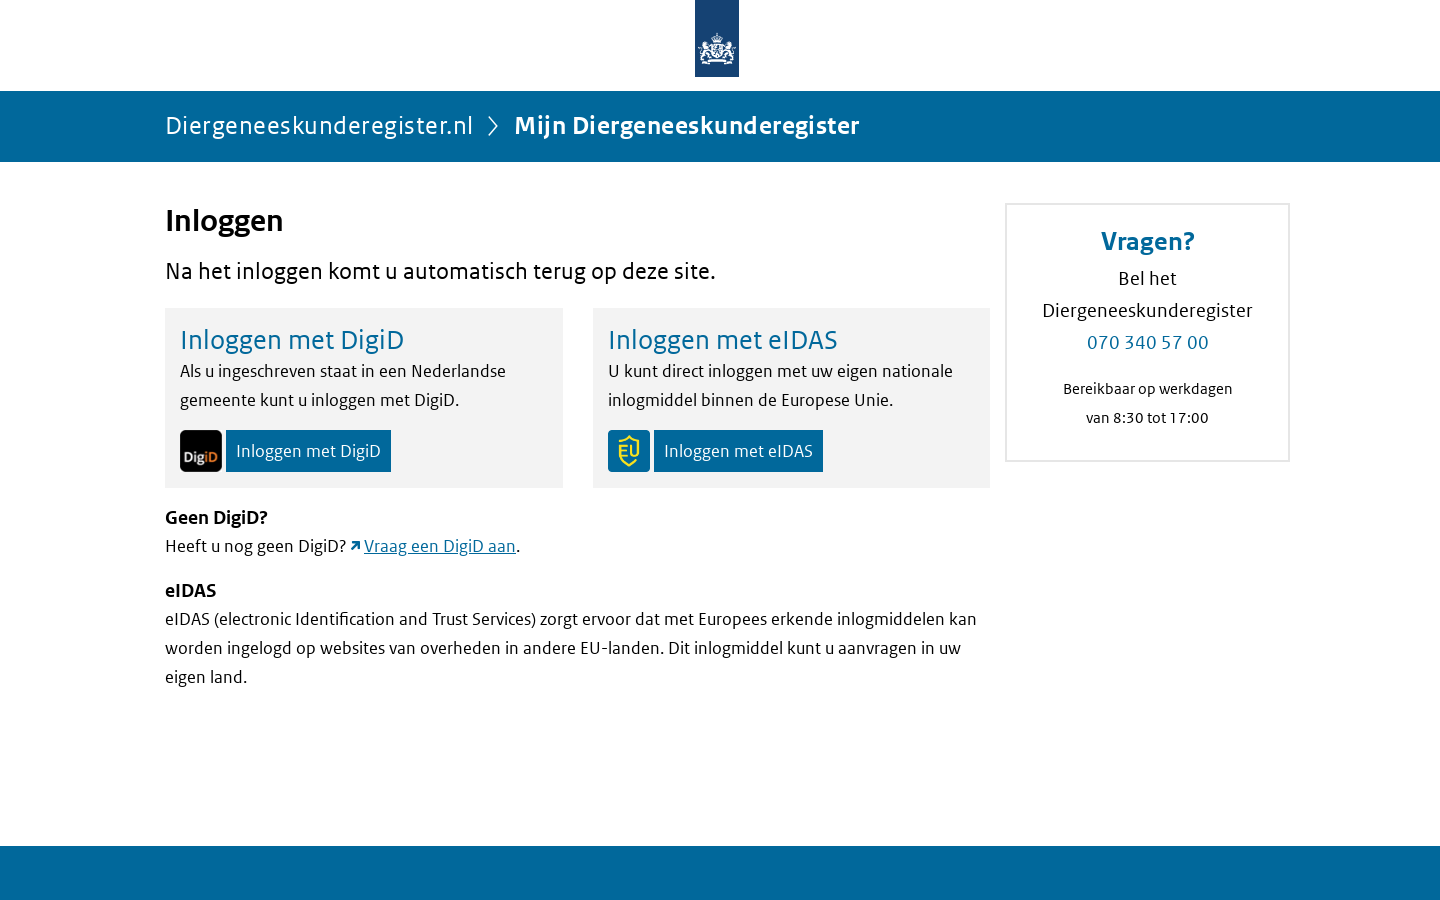 Diergeneeskunderegister.nl
Mijn Diergeneeskunderegister
Inloggen
Na het inloggen komt u automatisch terug op deze site.
Inloggen met DigiD
Als u ingeschreven staat in een Nederlandse
gemeente kunt u inloggen met DigiD.
DigiD
Inloggen met DigiD
Inloggen met eIDAS
U kunt direct inloggen met uw eigen nationale
inlogmiddel binnen de Europese Unie.
EU
Inloggen met eIDAS
Geen DigiD?
Heeft u nog geen DigiD? Vraag een DigiD aan.
eIDAS
eIDAS (electronic Identification and Trust Services) zorgt ervoor dat met Europees erkende inlogmiddelen kan
worden ingelogd op websites van overheden in andere EU-landen. Dit inlogmiddel kunt u aanvragen in uw
eigen land.
Vragen?
Bel het
Diergeneeskunderegister
070 340 57 00
Bereikbaar op werkdagen
van 8:30 tot 17:00